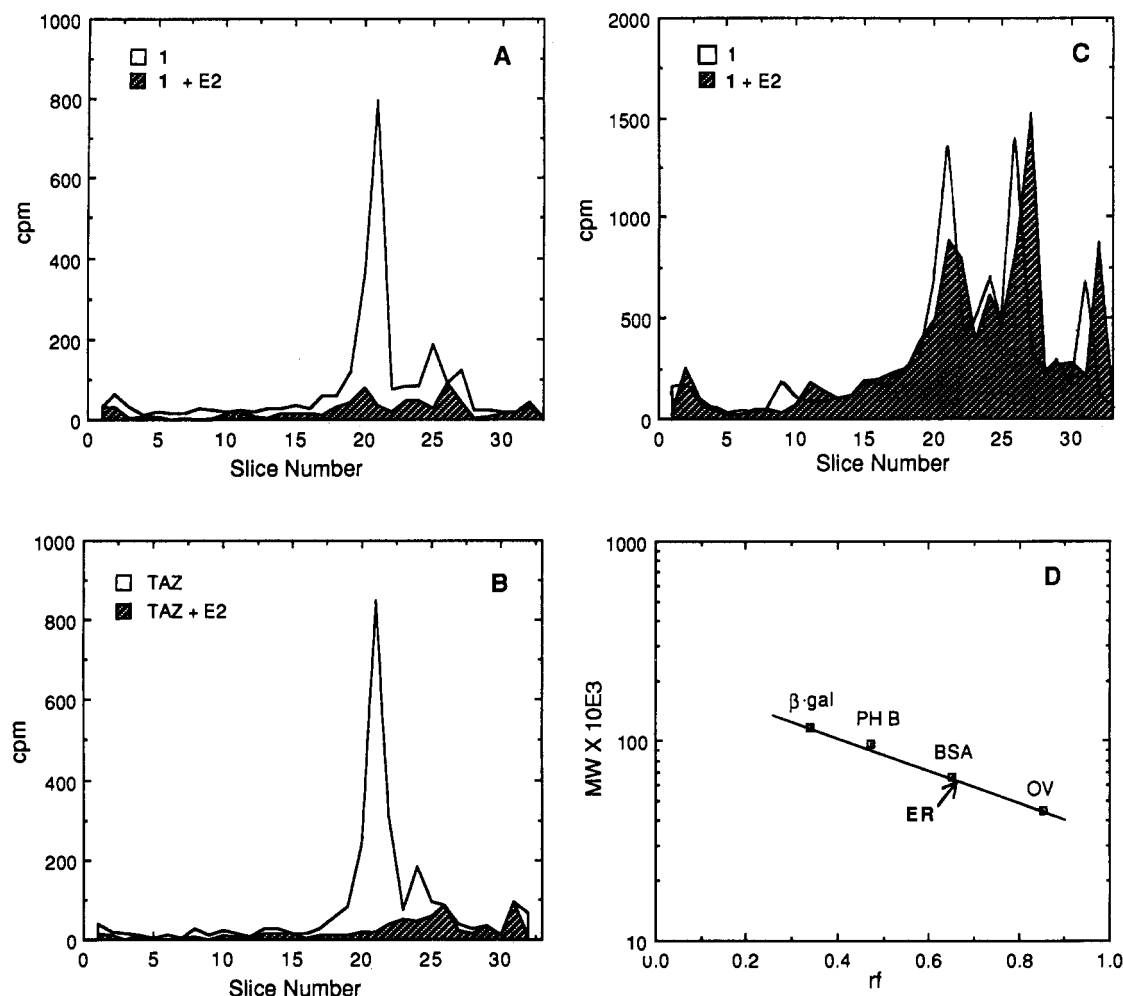 A
1
1 + E2
1000
800
600
400
200
0
cpm
0 5 10 15 20 25 30
Slice Number
C
1
1 + E2
2000
1500
1000
500
0
cpm
0 5 10 15 20 25 30
Slice Number
B
TAZ
TAZ + E2
1000
800
600
400
200
0
cpm
0 5 10 15 20 25 30
Slice Number
D
1000
100
10
MW X 10E3
β·gal
PH B
BSA
OV
ER
0.0 0.2 0.4 0.6 0.8 1.0
rf